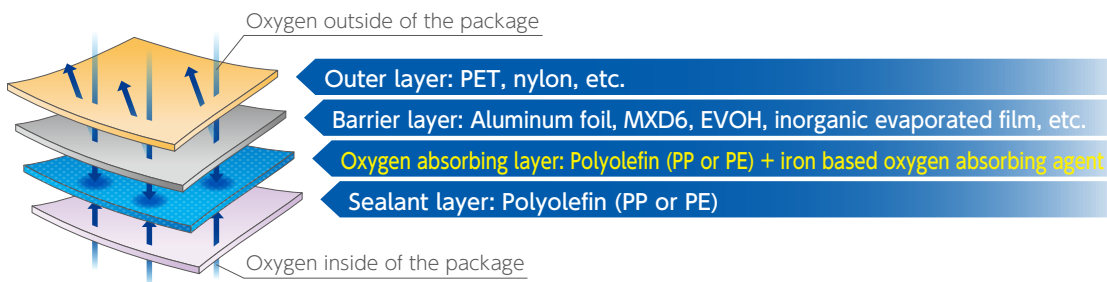 Oxygen outside of the package
Outer layer: PET, nylon, etc.
Barrier layer: Aluminum foil, MXD6, EVOH, inorganic evaporated film, etc.
Oxygen absorbing layer: Polyolefin (PP or PE) + iron based oxygen absorbing agent
Sealant layer: Polyolefin (PP or PE)
Oxygen inside of the package